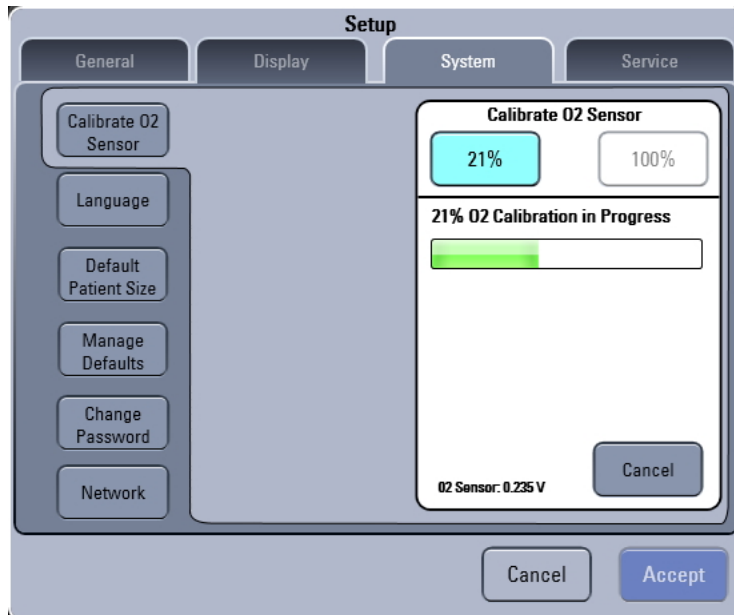 Setup
General
Display
System
Service
Calibrate O2
Sensor
Language
Default
Patient Size
Manage
Defaults
Change
Password
Network
Calibrate O2 Sensor
21%
100%
21% O2 Calibration in Progress
O2 Sensor: 0.235 V
Cancel
Cancel
Accept